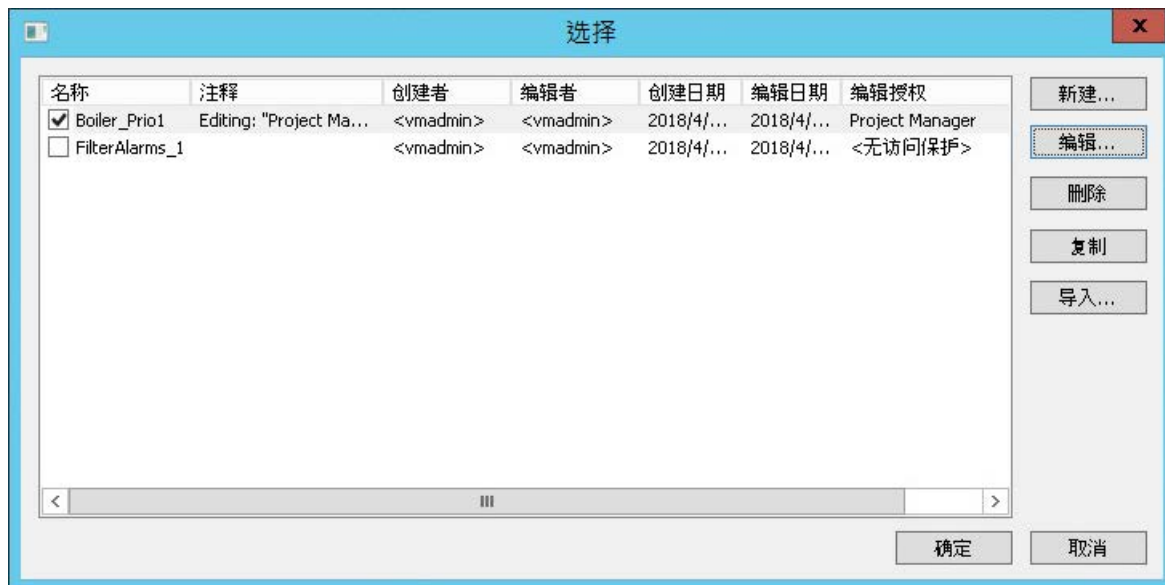 选择
x
名称 注释 创建者 编辑者 创建日期 编辑日期 编辑授权
Boiler_Prio1 Editing: "Project Ma... <vmadmin> <vmadmin> 2018/4/... 2018/4/... Project Manager
FilterAlarms_1 <vmadmin> <vmadmin> 2018/4/... 2018/4/... <无访问保护>
新建...
编辑...
删除
复制
导入...
确定 取消